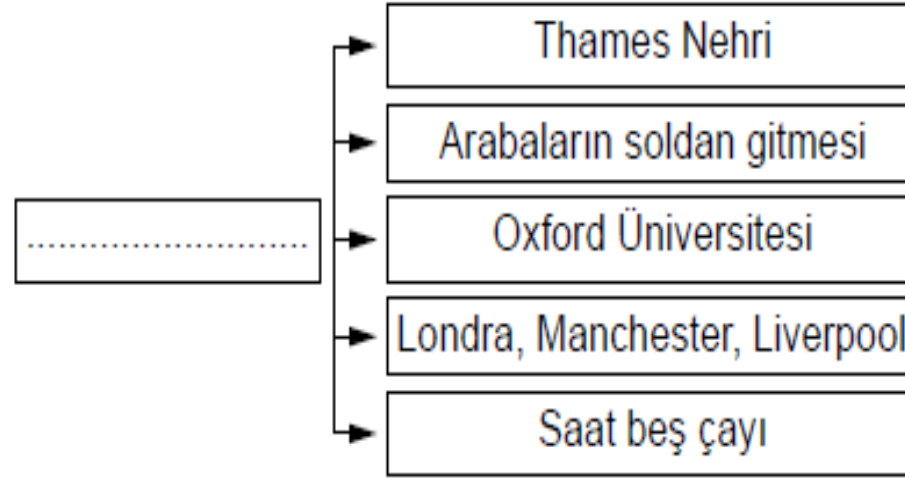 Thames Nehri
Arabaların soldan gitmesi
..........................
Oxford Üniversitesi
Londra, Manchester, Liverpool
Saat beş çayı